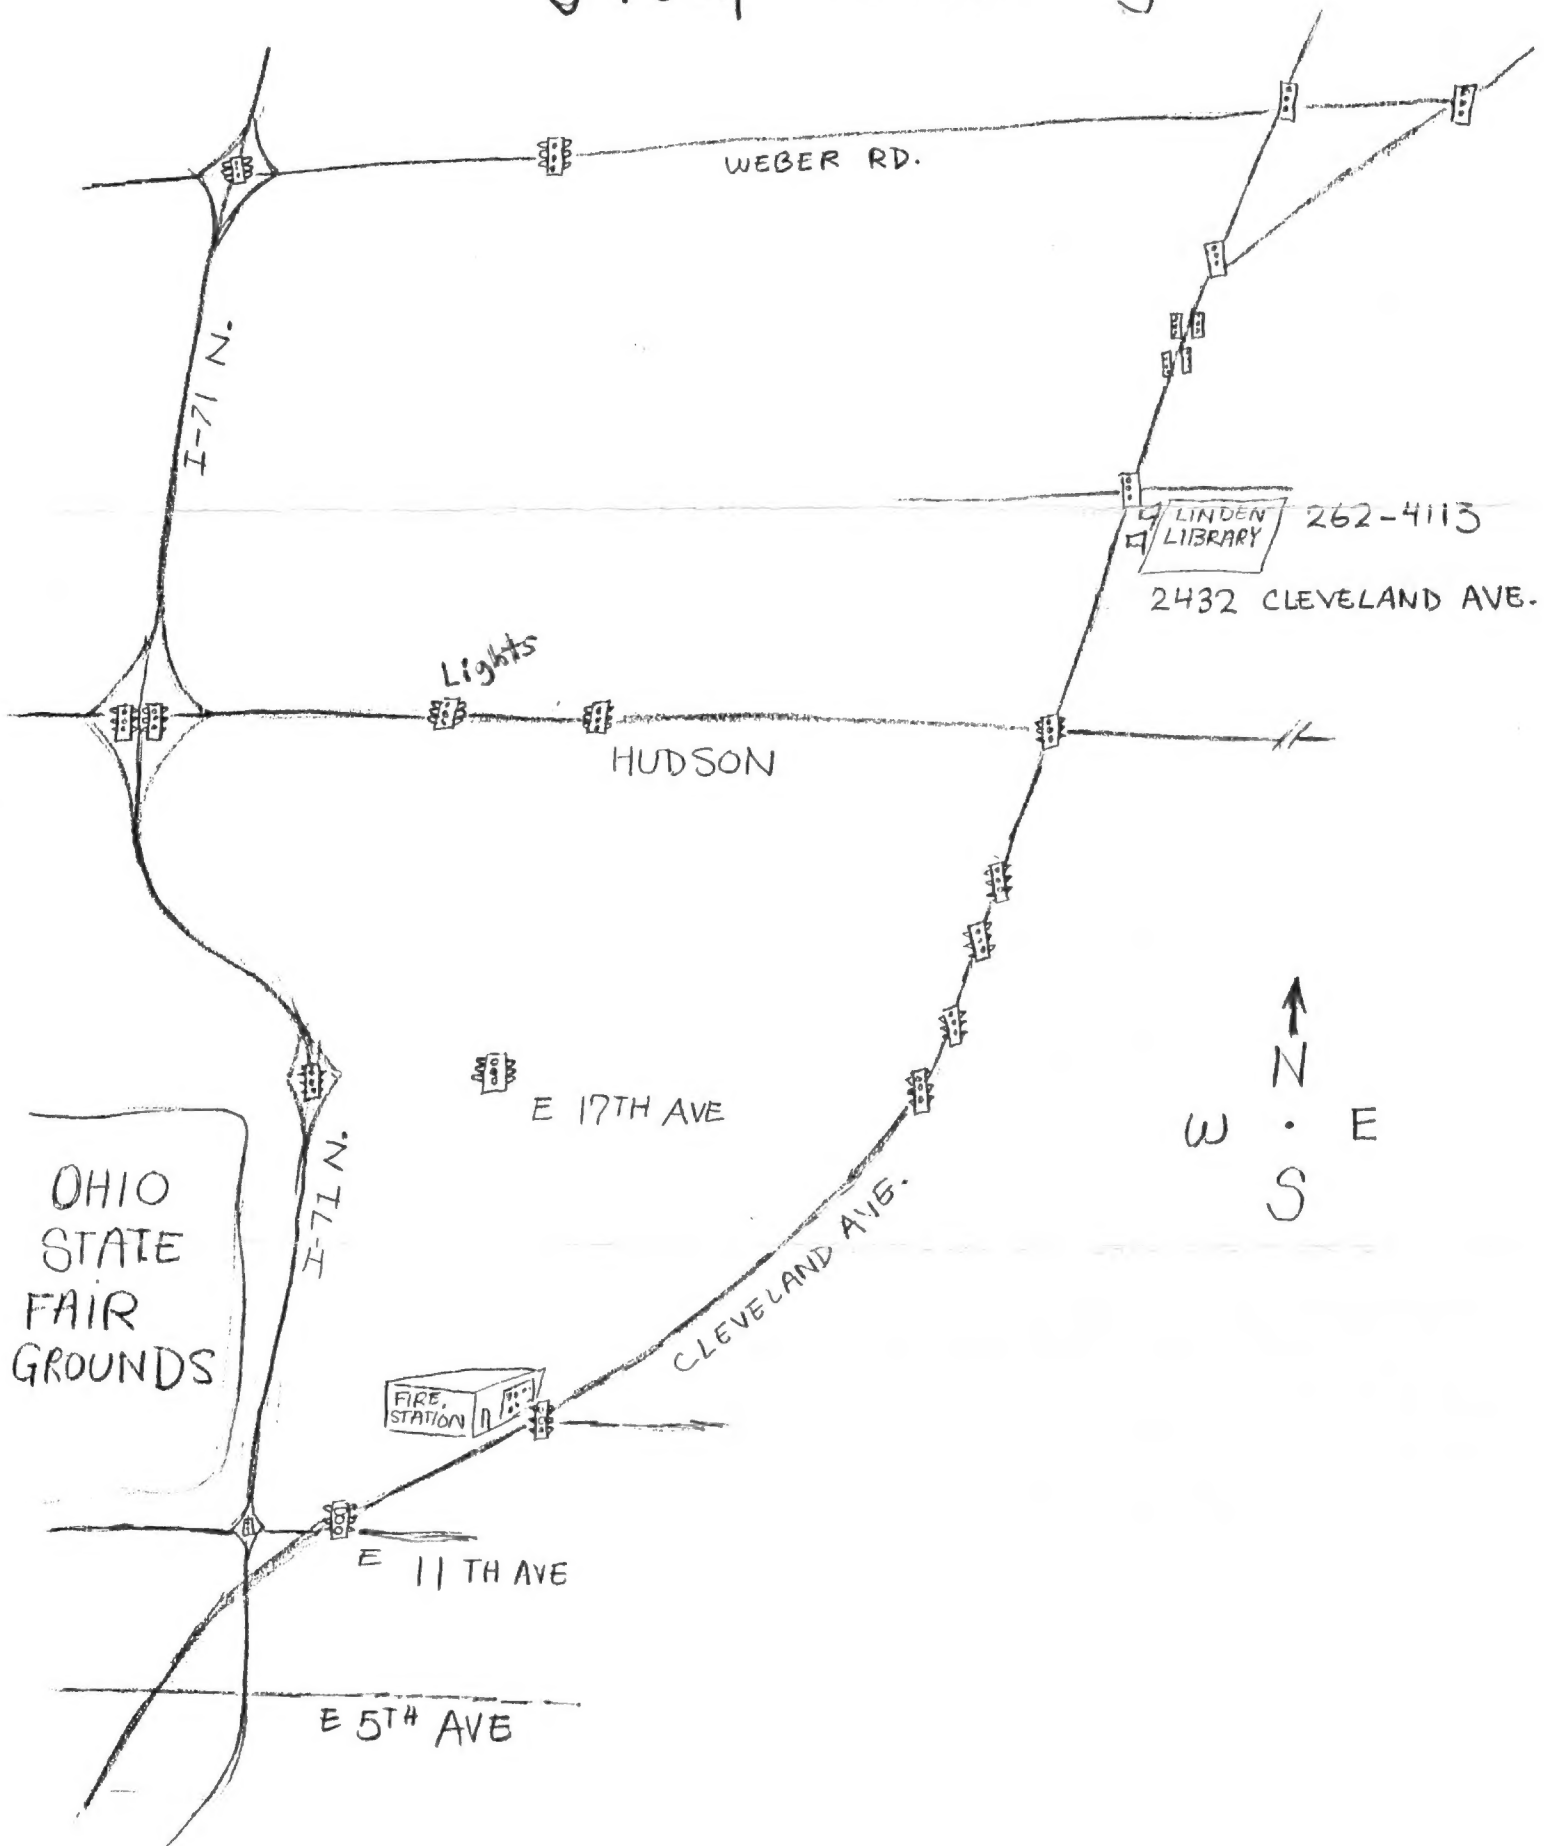 WEBER RD.
I-71 N.
LINDEN
LIBRARY
262-4113
2432 CLEVELAND AVE.
Lights
HUDSON
E 17TH AVE
N
W • E
S
I-71 N.
OHIO
STATE
FAIR
GROUNDS
CLEVELAND AVE.
FIRE
STATION
E 11 TH AVE
E 5TH AVE